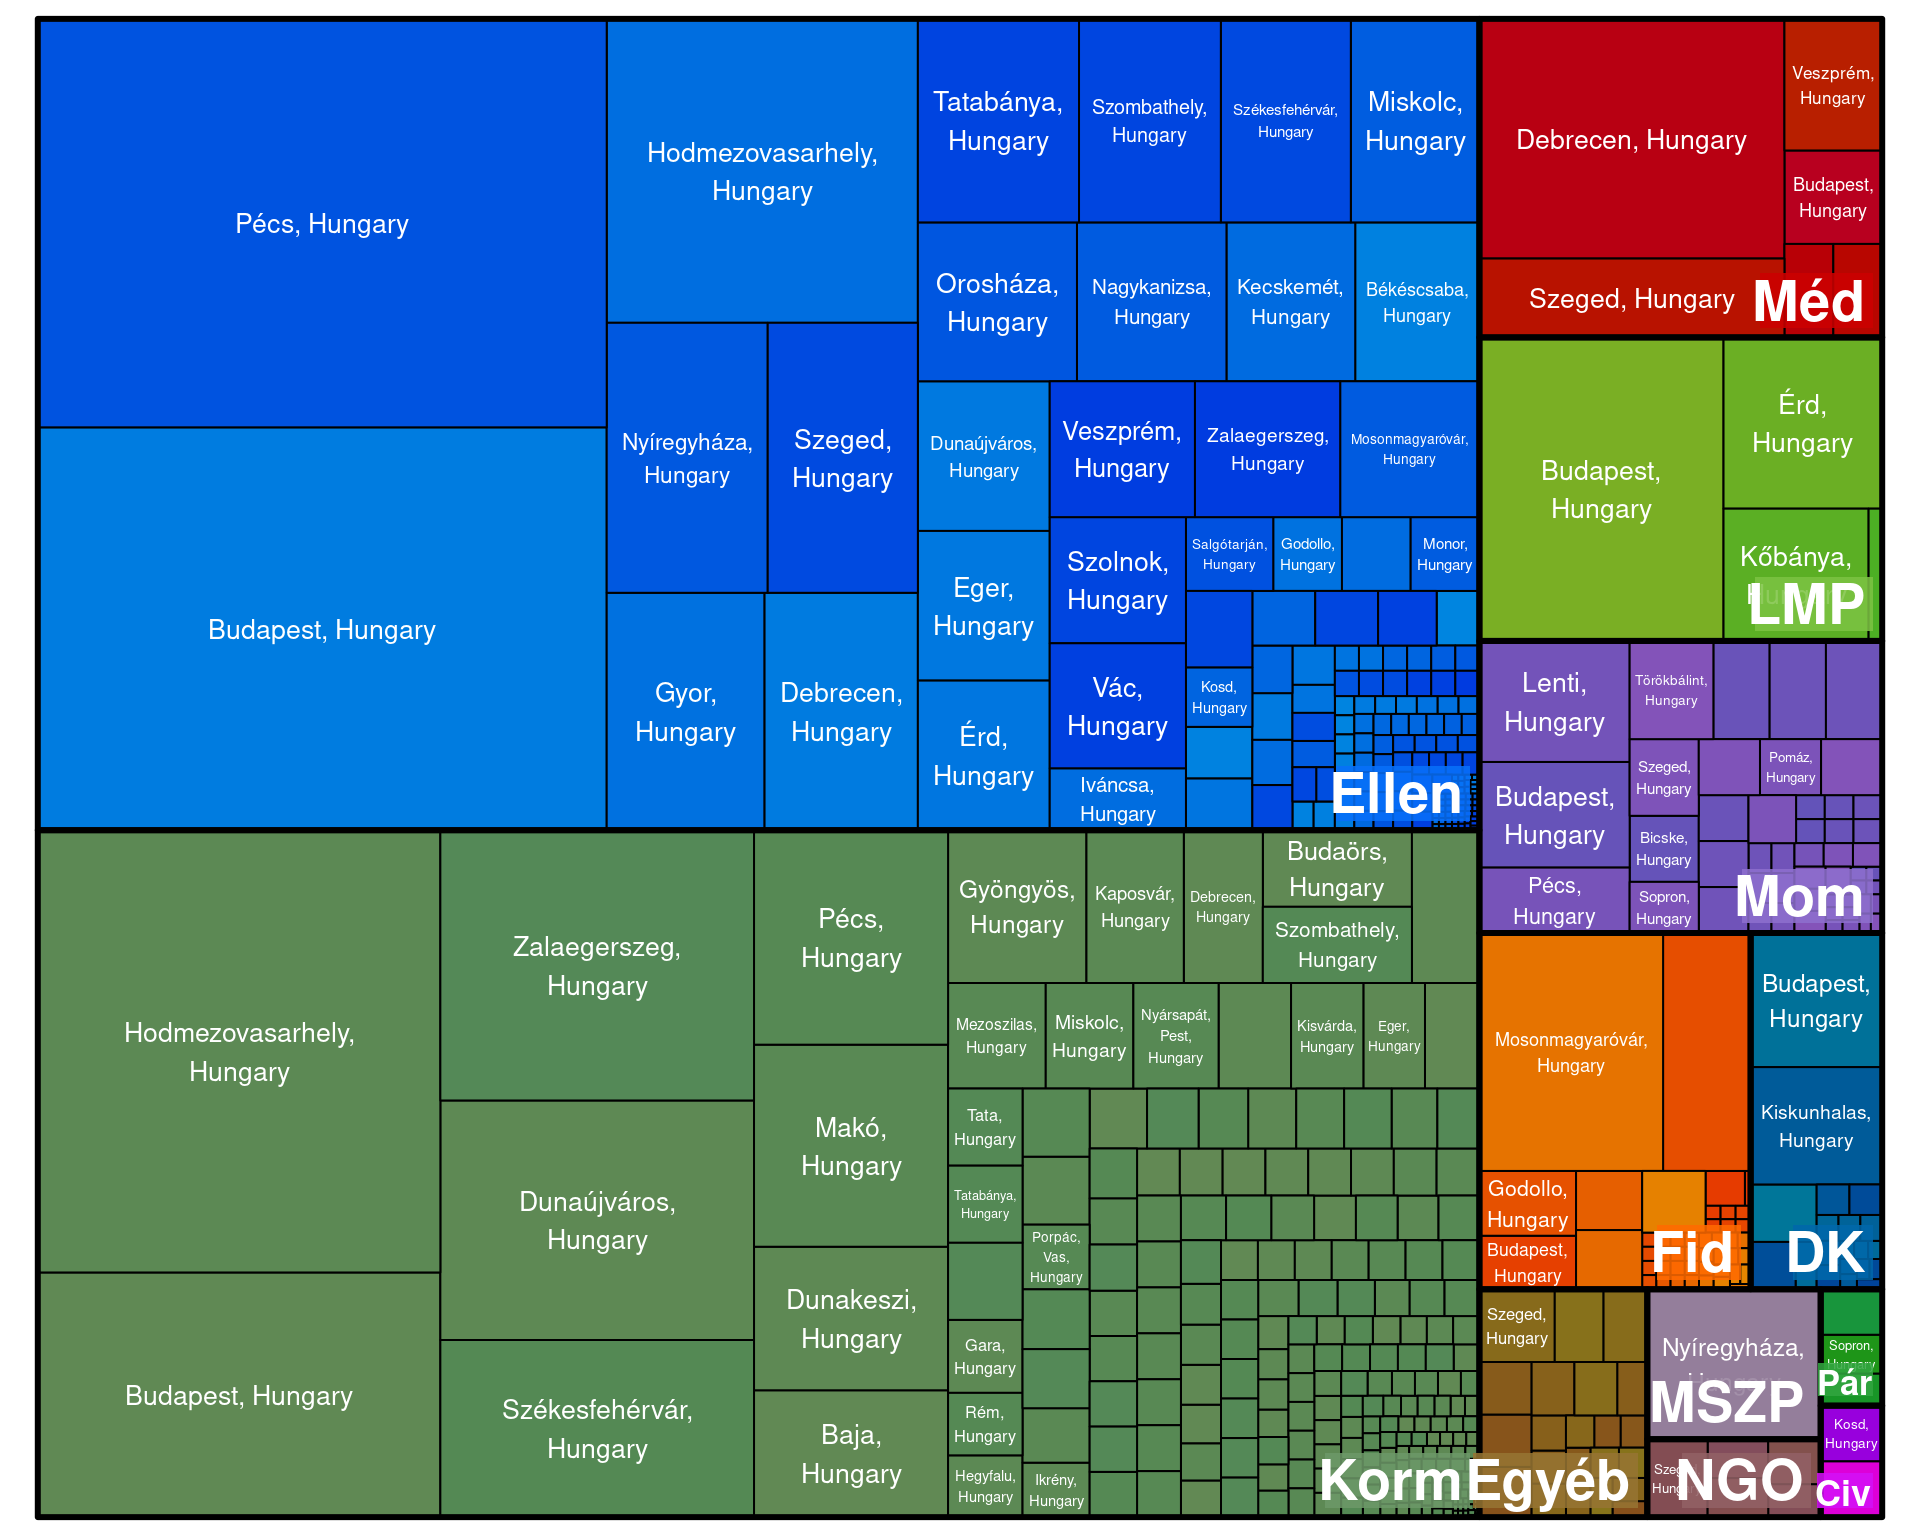 Pécs, Hungary
Budapest, Hungary
Hodmezovasarhely,
Hungary
Nyíregyháza,
Hungary
Szeged,
Hungary
Gyor,
Hungary
Debrecen,
Hungary
Tatabánya,
Hungary
Szombathely,
Hungary
Székesfehérvár,
Hungary
Miskolc,
Hungary
Orosháza,
Hungary
Nagykanizsa,
Hungary
Kecskemét,
Hungary
Békéscsaba,
Hungary
Dunaújváros,
Hungary
Eger,
Hungary
Érd,
Hungary
Veszprém,
Hungary
Zalaegerszeg,
Hungary
Mosonmagyaróvár,
Hungary
Szolnok,
Hungary
Vác,
Hungary
Iváncsa,
Hungary
Salgótarján,
Hungary
Godollo,
Hungary
Monor,
Hungary
Kosd,
Hungary
Ellen
Hodmezovasarhely,
Hungary
Budapest, Hungary
Zalaegerszeg,
Hungary
Dunaújváros,
Hungary
Székesfehérvár,
Hungary
Pécs,
Hungary
Makó,
Hungary
Dunakeszi,
Hungary
Baja,
Hungary
Gyöngyös,
Hungary
Kaposvár,
Hungary
Debrecen,
Hungary
Budaörs,
Hungary
Szombathely,
Hungary
Mezoszilas,
Hungary
Miskolc,
Hungary
Nyársapát,
Pest,
Hungary
Kisvárda,
Hungary
Eger,
Hungary
Tata,
Hungary
Tatabánya,
Hungary
Gara,
Hungary
Rém,
Hungary
Hegyfalu,
Hungary
Porpác,
Vas,
Hungary
Ikrény,
Hungary
Korm
Debrecen, Hungary
Szeged, Hungary
Veszprém,
Hungary
Budapest,
Hungary
Méd
Budapest,
Hungary
Érd,
Hungary
Kőbánya,
Hungary
LMP
Lenti,
Hungary
Budapest,
Hungary
Pécs,
Hungary
Törökbálint,
Hungary
Szeged,
Hungary
Bicske,
Hungary
Sopron,
Hungary
Pomáz,
Hungary
Mom
Mosonmagyaróvár,
Hungary
Godollo,
Hungary
Budapest,
Hungary
Fid
Budapest,
Hungary
Kiskunhalas,
Hungary
DK
Szeged,
Hungary
Egyéb
Nyíregyháza,
Hungary
MSZP
NGO
Sopron,
Hungary
Pár
Kosd,
Hungary
Civ